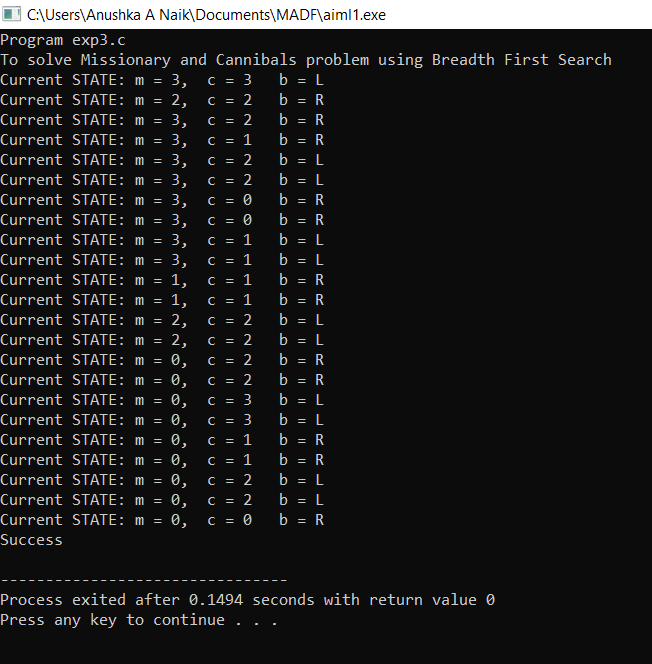 C:\Users\Anushka A Naik\Documents\MADF\aiml1.exe
Program exp3.c
To solve Missionary and Cannibals problem using Breadth First Search
Current STATE: m = 3,  c = 3   b = L
Current STATE: m = 2,  c = 2   b = R
Current STATE: m = 3,  c = 2   b = R
Current STATE: m = 3,  c = 1   b = R
Current STATE: m = 3,  c = 2   b = L
Current STATE: m = 3,  c = 2   b = L
Current STATE: m = 3,  c = 0   b = R
Current STATE: m = 3,  c = 0   b = R
Current STATE: m = 3,  c = 1   b = L
Current STATE: m = 3,  c = 1   b = L
Current STATE: m = 1,  c = 1   b = R
Current STATE: m = 1,  c = 1   b = R
Current STATE: m = 2,  c = 2   b = L
Current STATE: m = 2,  c = 2   b = L
Current STATE: m = 0,  c = 2   b = R
Current STATE: m = 0,  c = 2   b = R
Current STATE: m = 0,  c = 3   b = L
Current STATE: m = 0,  c = 3   b = L
Current STATE: m = 0,  c = 1   b = R
Current STATE: m = 0,  c = 1   b = R
Current STATE: m = 0,  c = 2   b = L
Current STATE: m = 0,  c = 2   b = L
Current STATE: m = 0,  c = 0   b = R
Success
--------------------------------
Process exited after 0.1494 seconds with return value 0
Press any key to continue . . .